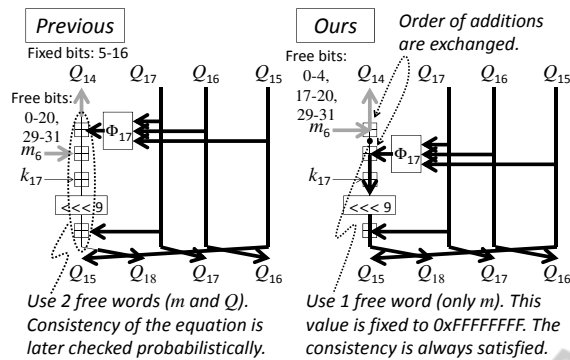 Previous
Fixed bits: 5-16
Q14 Q17 Q16 Q15
Free bits:
0-20,
29-31
m6
Φ17
k17
<<< 9
Q15 Q18 Q17 Q16
Use 2 free words (m and Q).
Consistency of the equation is
later checked probabilistically.
Ours
Order of additions
are exchanged.
Q14 Q17 Q16 Q15
Free bits:
0-4,
17-20,
29-31
m6
Φ17
k17
<<< 9
Q15 Q18 Q17 Q16
Use 1 free word (only m). This
value is fixed to 0xFFFFFFFF. The
consistency is always satisfied.